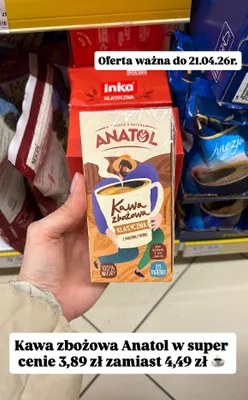 Oferta ważna do 21.04.26r.
inka
KLASYCZNA
ANATOL
Kawa
zbożowa
KLASYCZNA
Kawa zbożowa Anatol w super
cenie 3,89 zł zamiast 4,49 zł ☕